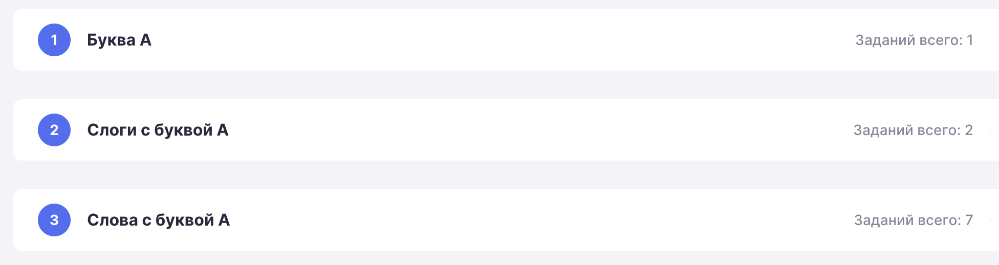 1 Буква А Заданий всего: 1
2 Слоги с буквой А Заданий всего: 2
3 Слова с буквой А Заданий всего: 7